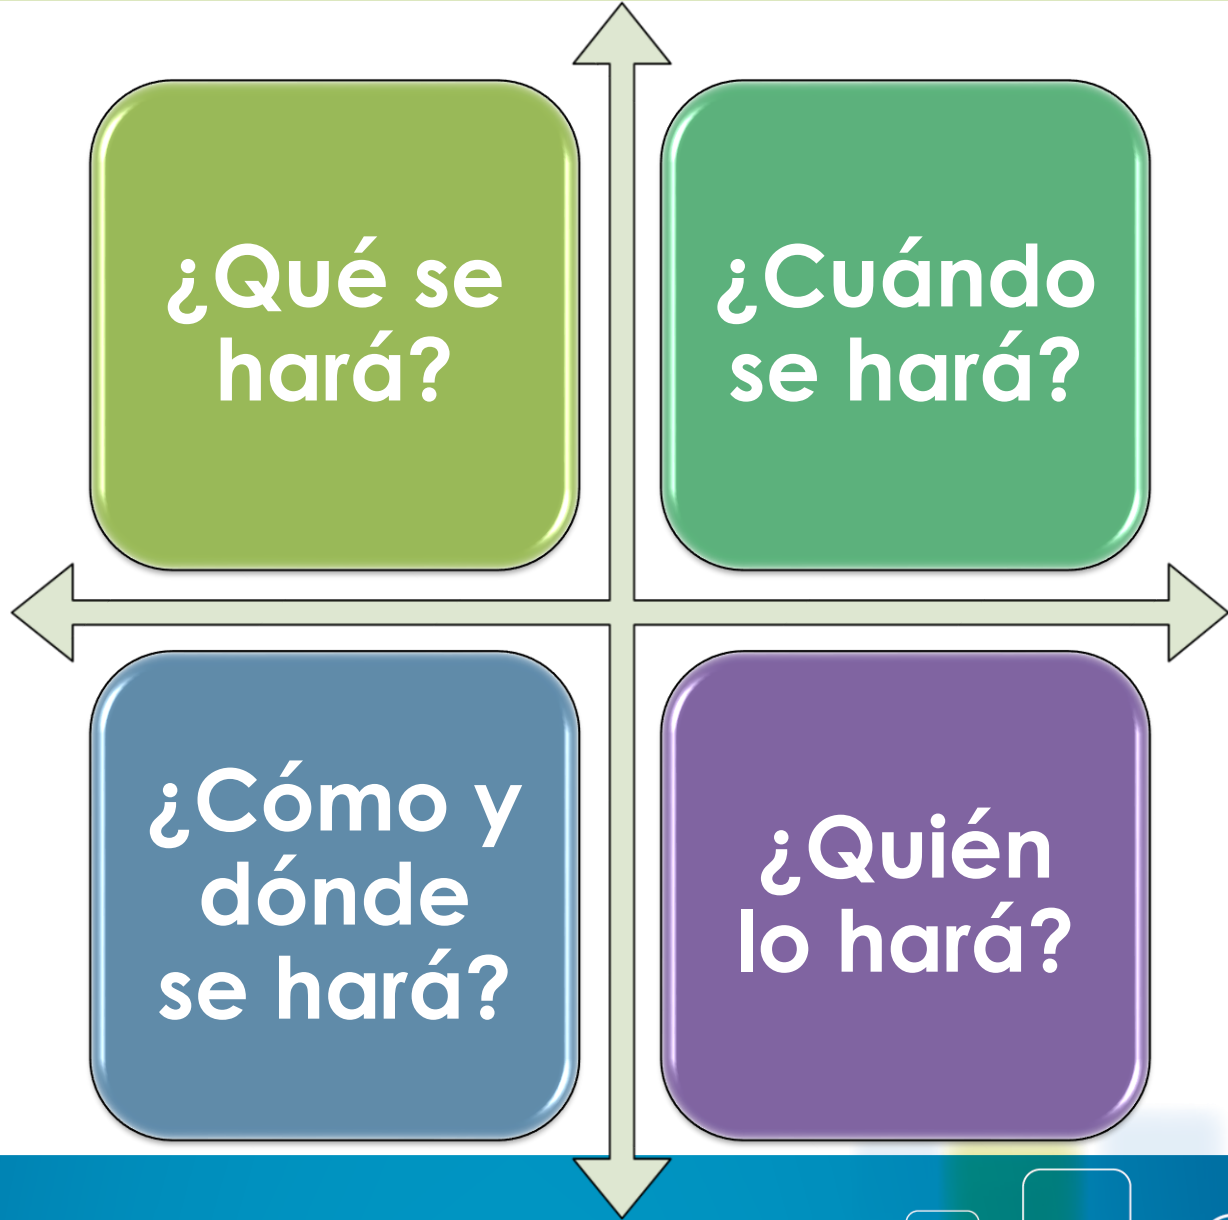 ¿Qué se
hará?
¿Cuándo
se hará?
¿Cómo y
dónde
se hará?
¿Quién
lo hará?